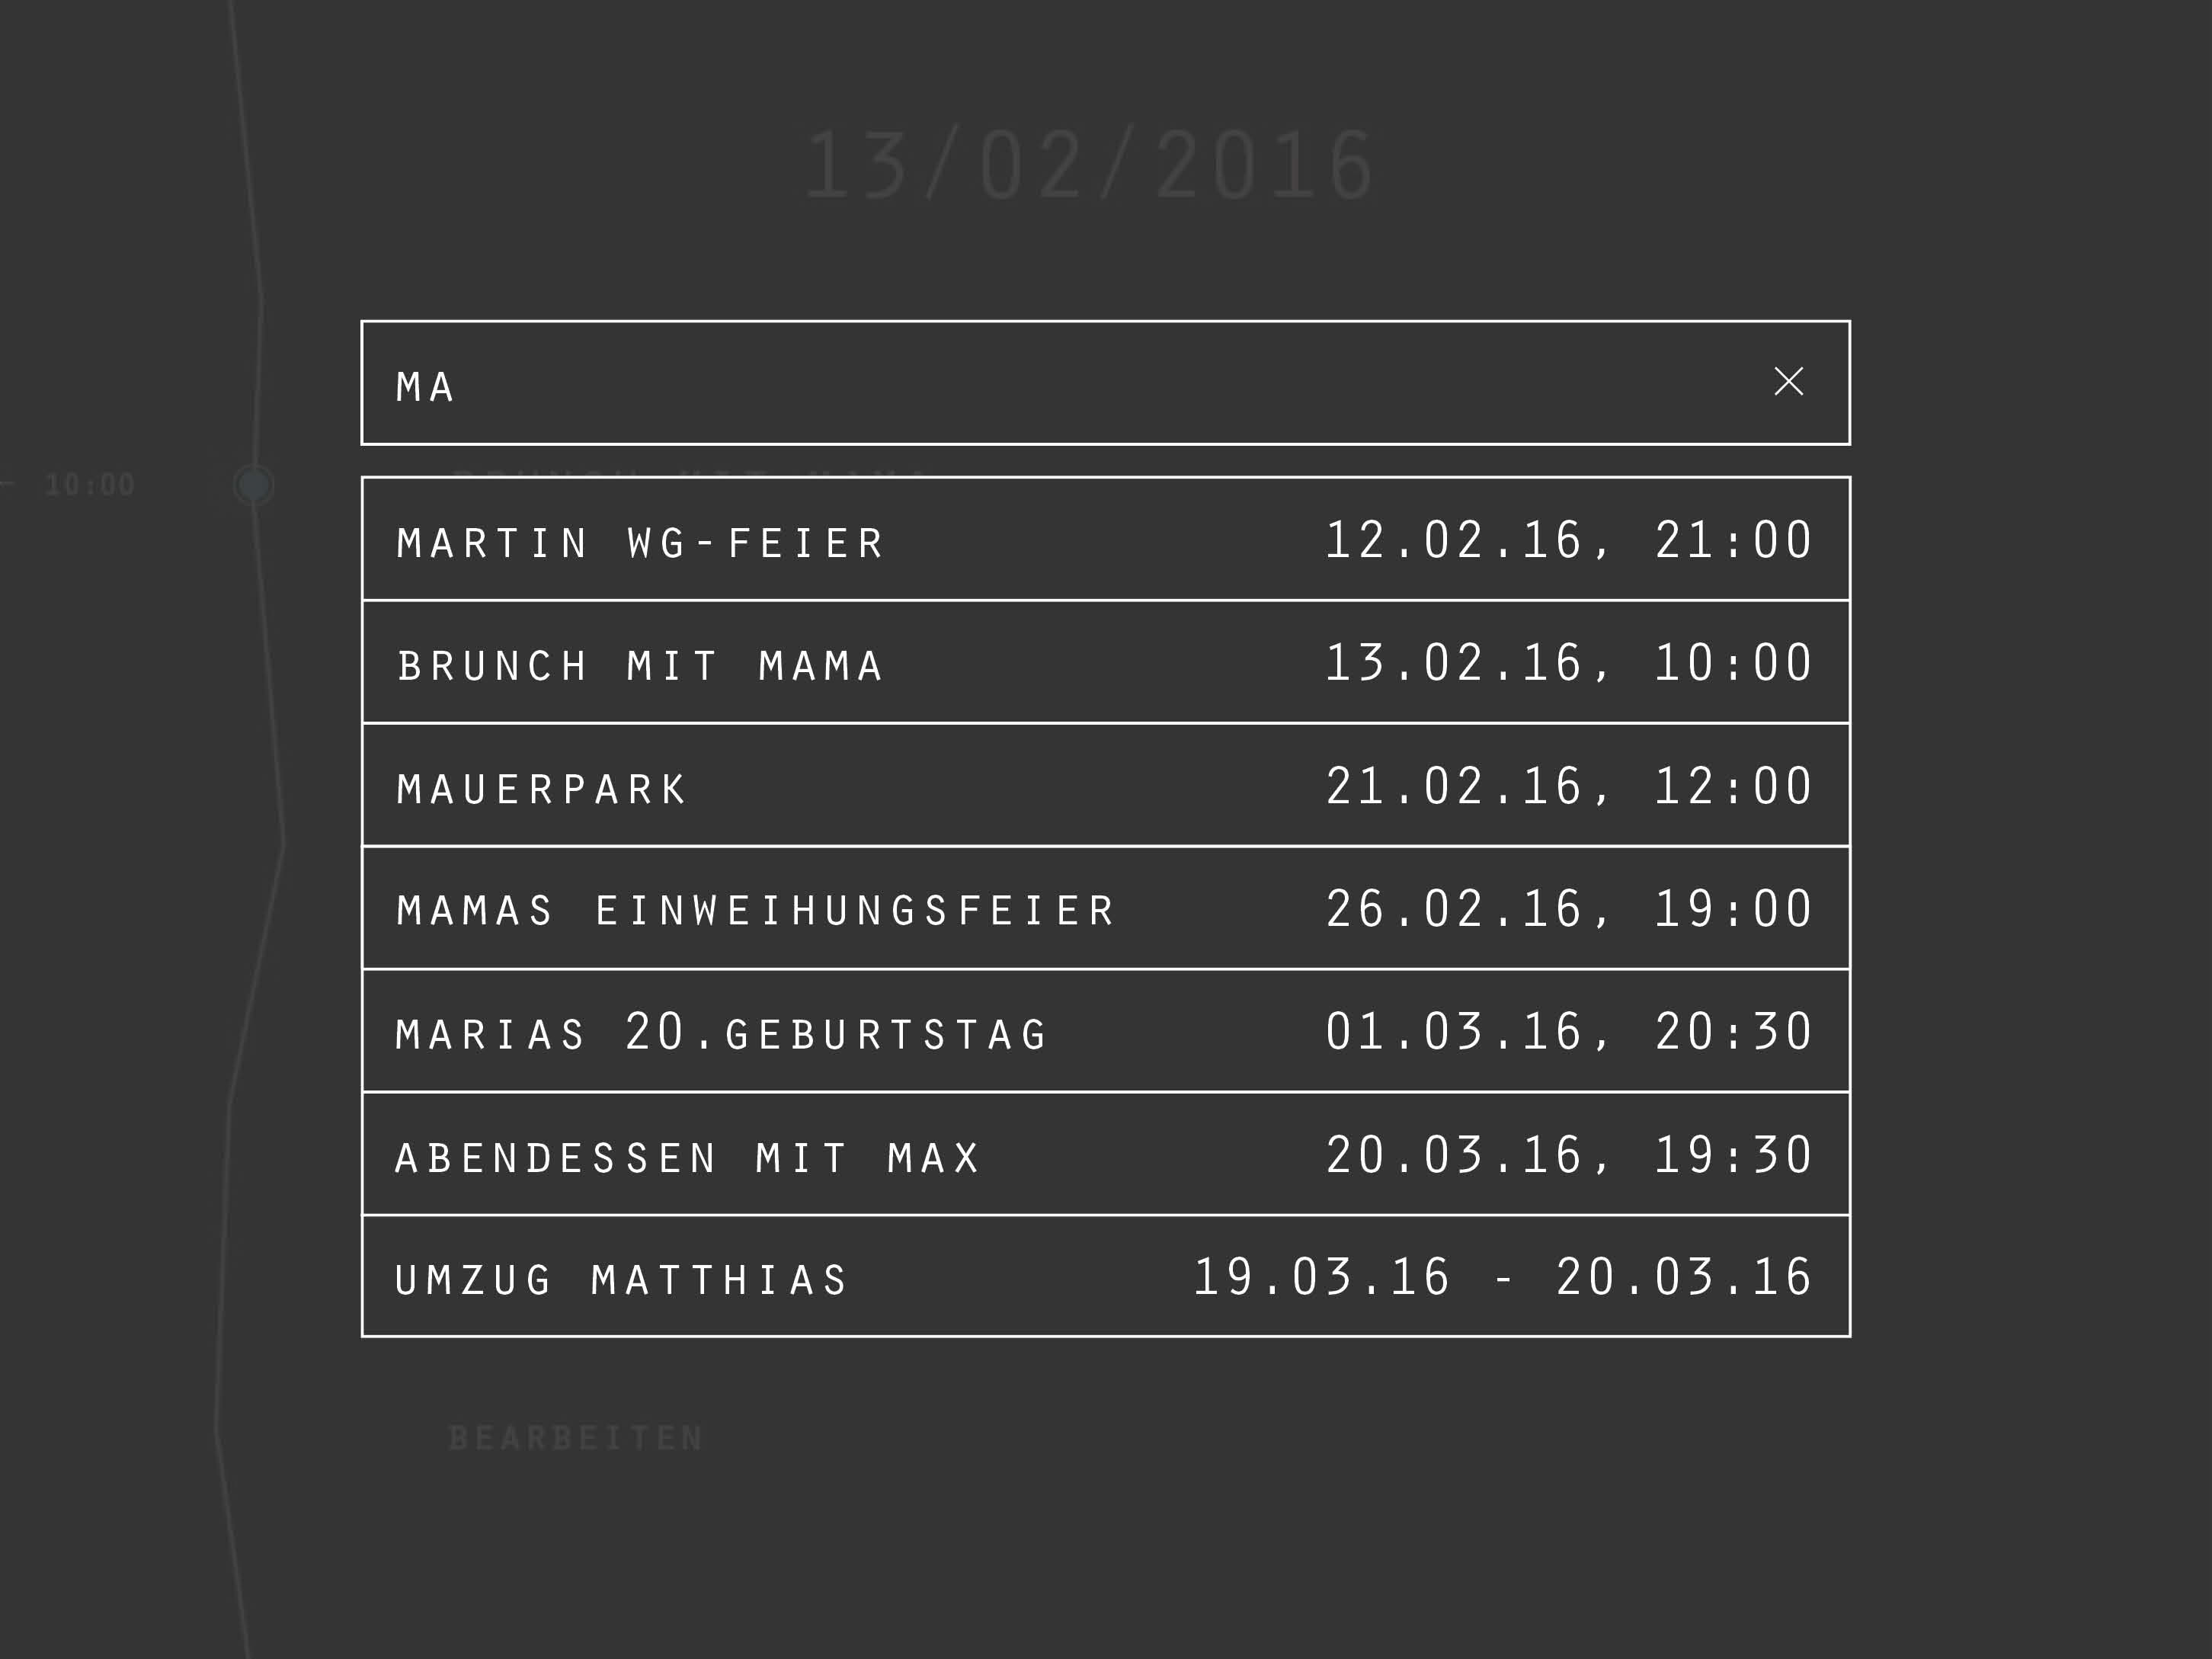 13/02/2016
MA
10:00
BRUNCH MIT MAMA
MARTIN WG-FEIER 12.02.16, 21:00
BRUNCH MIT MAMA 13.02.16, 10:00
MAUERPARK 21.02.16, 12:00
MAMAS EINWEIHUNGSFEIER 26.02.16, 19:00
MARIAS 20.GEBURTSTAG 01.03.16, 20:30
ABENDESSEN MIT MAX 20.03.16, 19:30
UMZUG MATTHIAS 19.03.16 - 20.03.16
BEARBEITEN